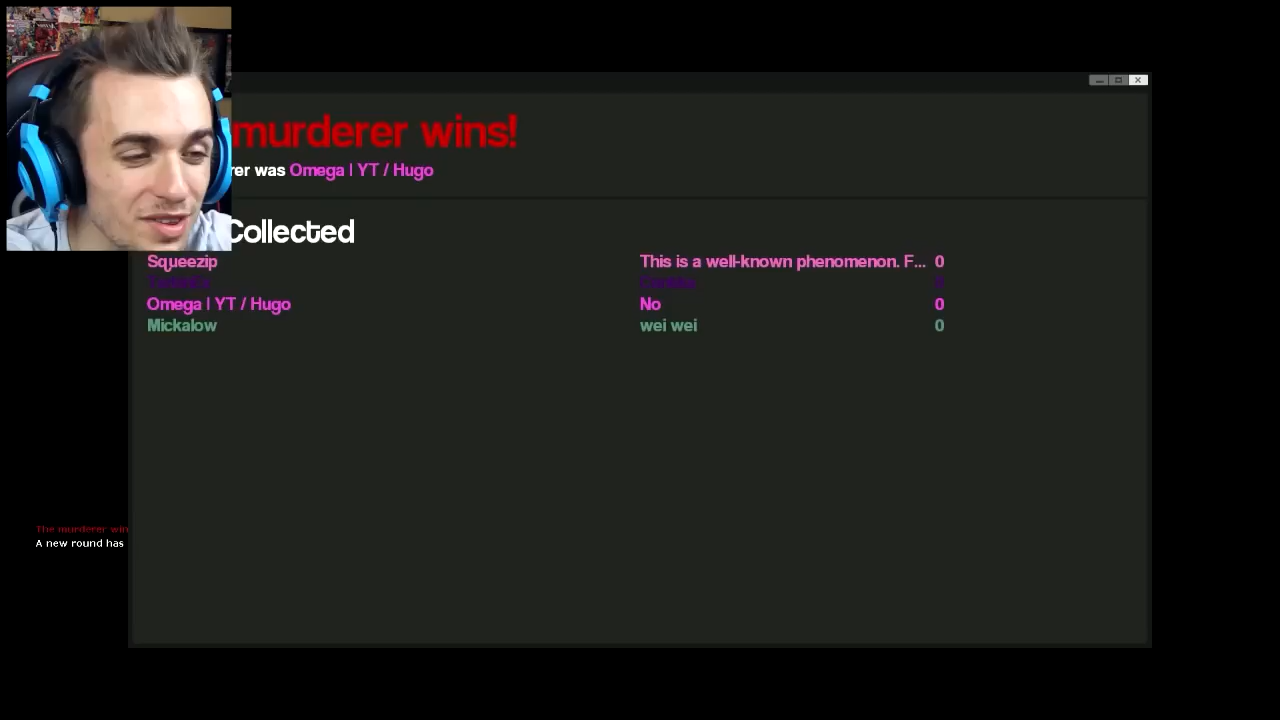 murderer wins!
rer was Omega | YT / Hugo
Collected
Squeezip This is a well-known phenomenon. F... 0
Omega | YT / Hugo No 0
Mickalow wei wei 0
The murderer win
A new round has